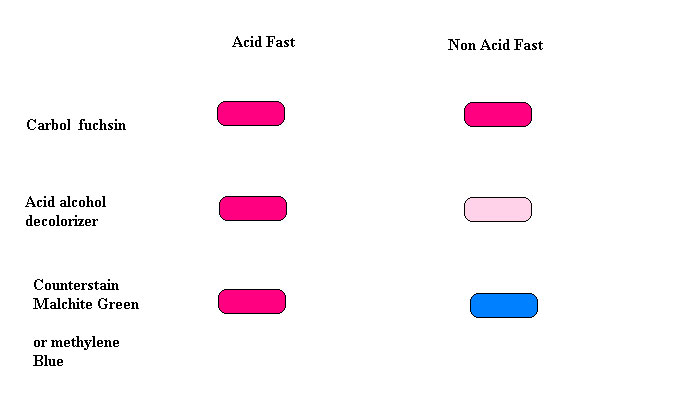 Acid Fast
Non Acid Fast
Carbol fuchsin
Acid alcohol
decolorizer
Counterstain
Malchite Green
or methylene
Blue